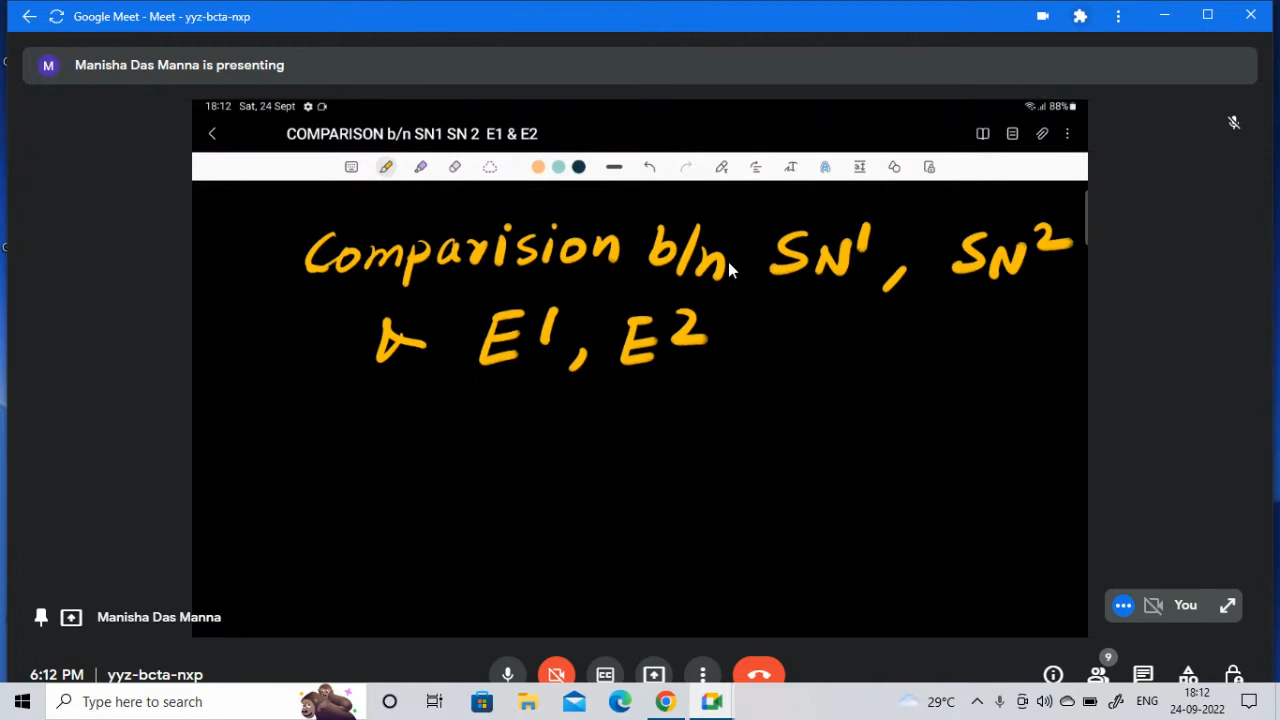 Google Meet - Meet - yyz-bcta-nxp
M Manisha Das Manna is presenting
18:12 Sat, 24 Sept 88%
COMPARISON b/n SN1 SN 2 E1 & E2
Comparision b/n SN1, SN2
& E1, E2
Manisha Das Manna
You
6:12 PM | yyz-bcta-nxp
9
Type here to search
29°C
ENG
18:12
24-09-2022